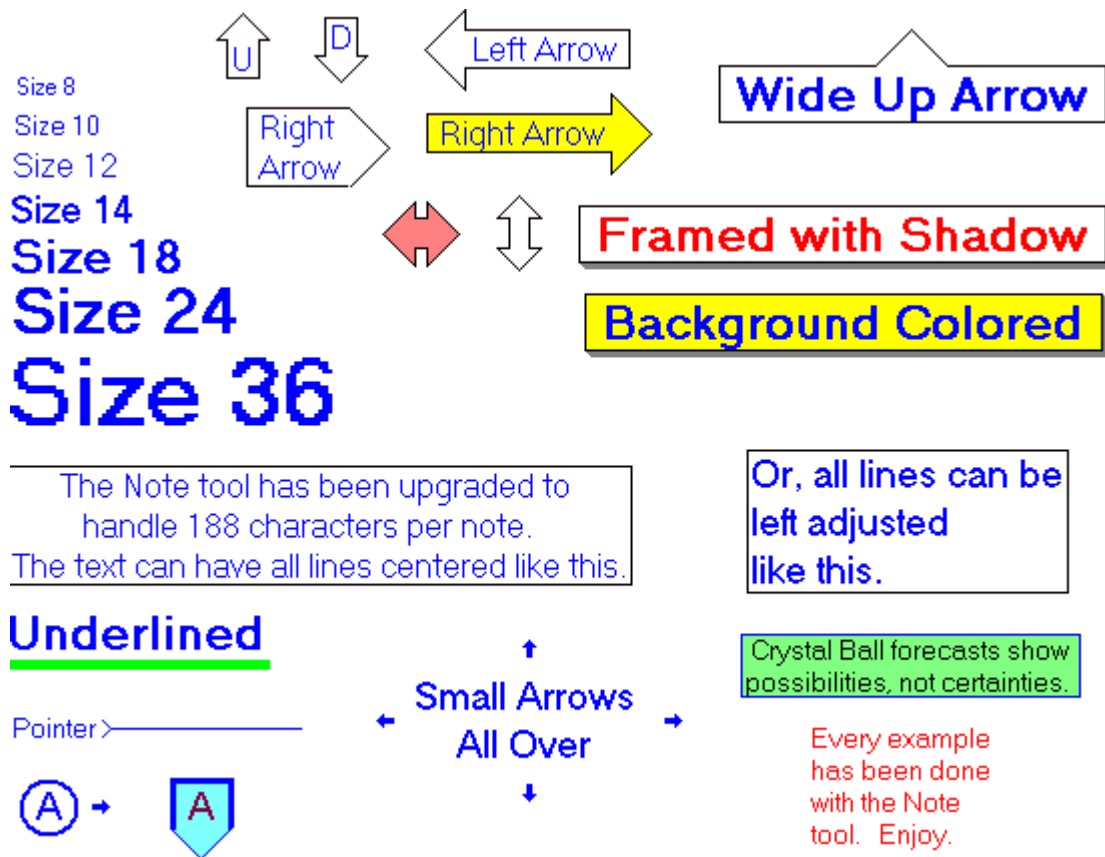 U
D
Left Arrow
Wide Up Arrow
Size 8
Size 10
Size 12
Size 14
Size 18
Size 24
Size 36
Right
Arrow
Right Arrow
Framed with Shadow
Background Colored
The Note tool has been upgraded to
handle 188 characters per note.
The text can have all lines centered like this.
Or, all lines can be
left adjusted
like this.
Underlined
Pointer
A
A
Small Arrows
All Over
Crystal Ball forecasts show
possibilities, not certainties.
Every example
has been done
with the Note
tool.  Enjoy.